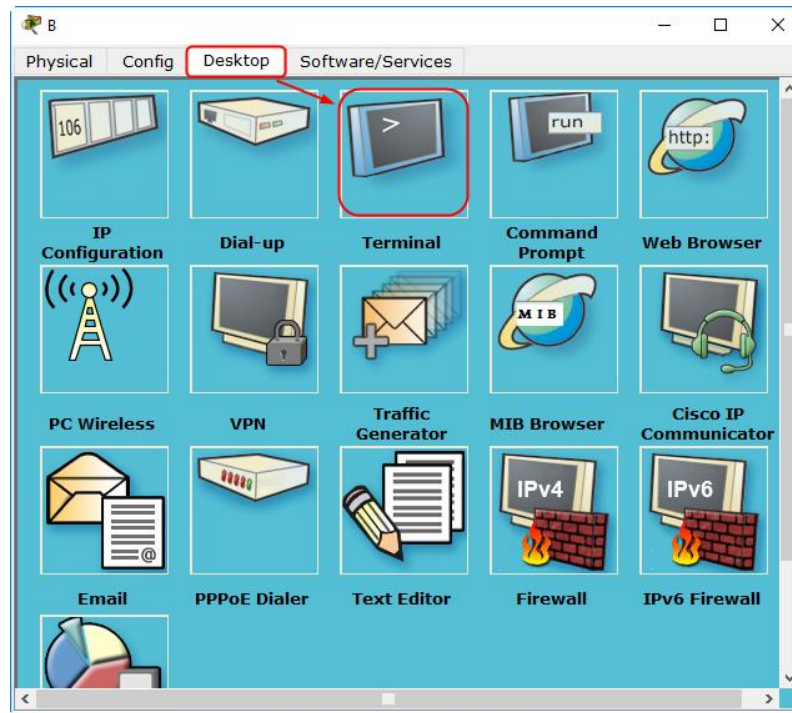 B
Physical Config Desktop Software/Services
106
>
run
http:
IP
Configuration
Dial-up
Terminal
Command
Prompt
Web Browser
MIB
PC Wireless
VPN
Traffic
Generator
MIB Browser
Cisco IP
Communicator
@
IPv4
IPv6
Email
PPPoE Dialer
Text Editor
Firewall
IPv6 Firewall